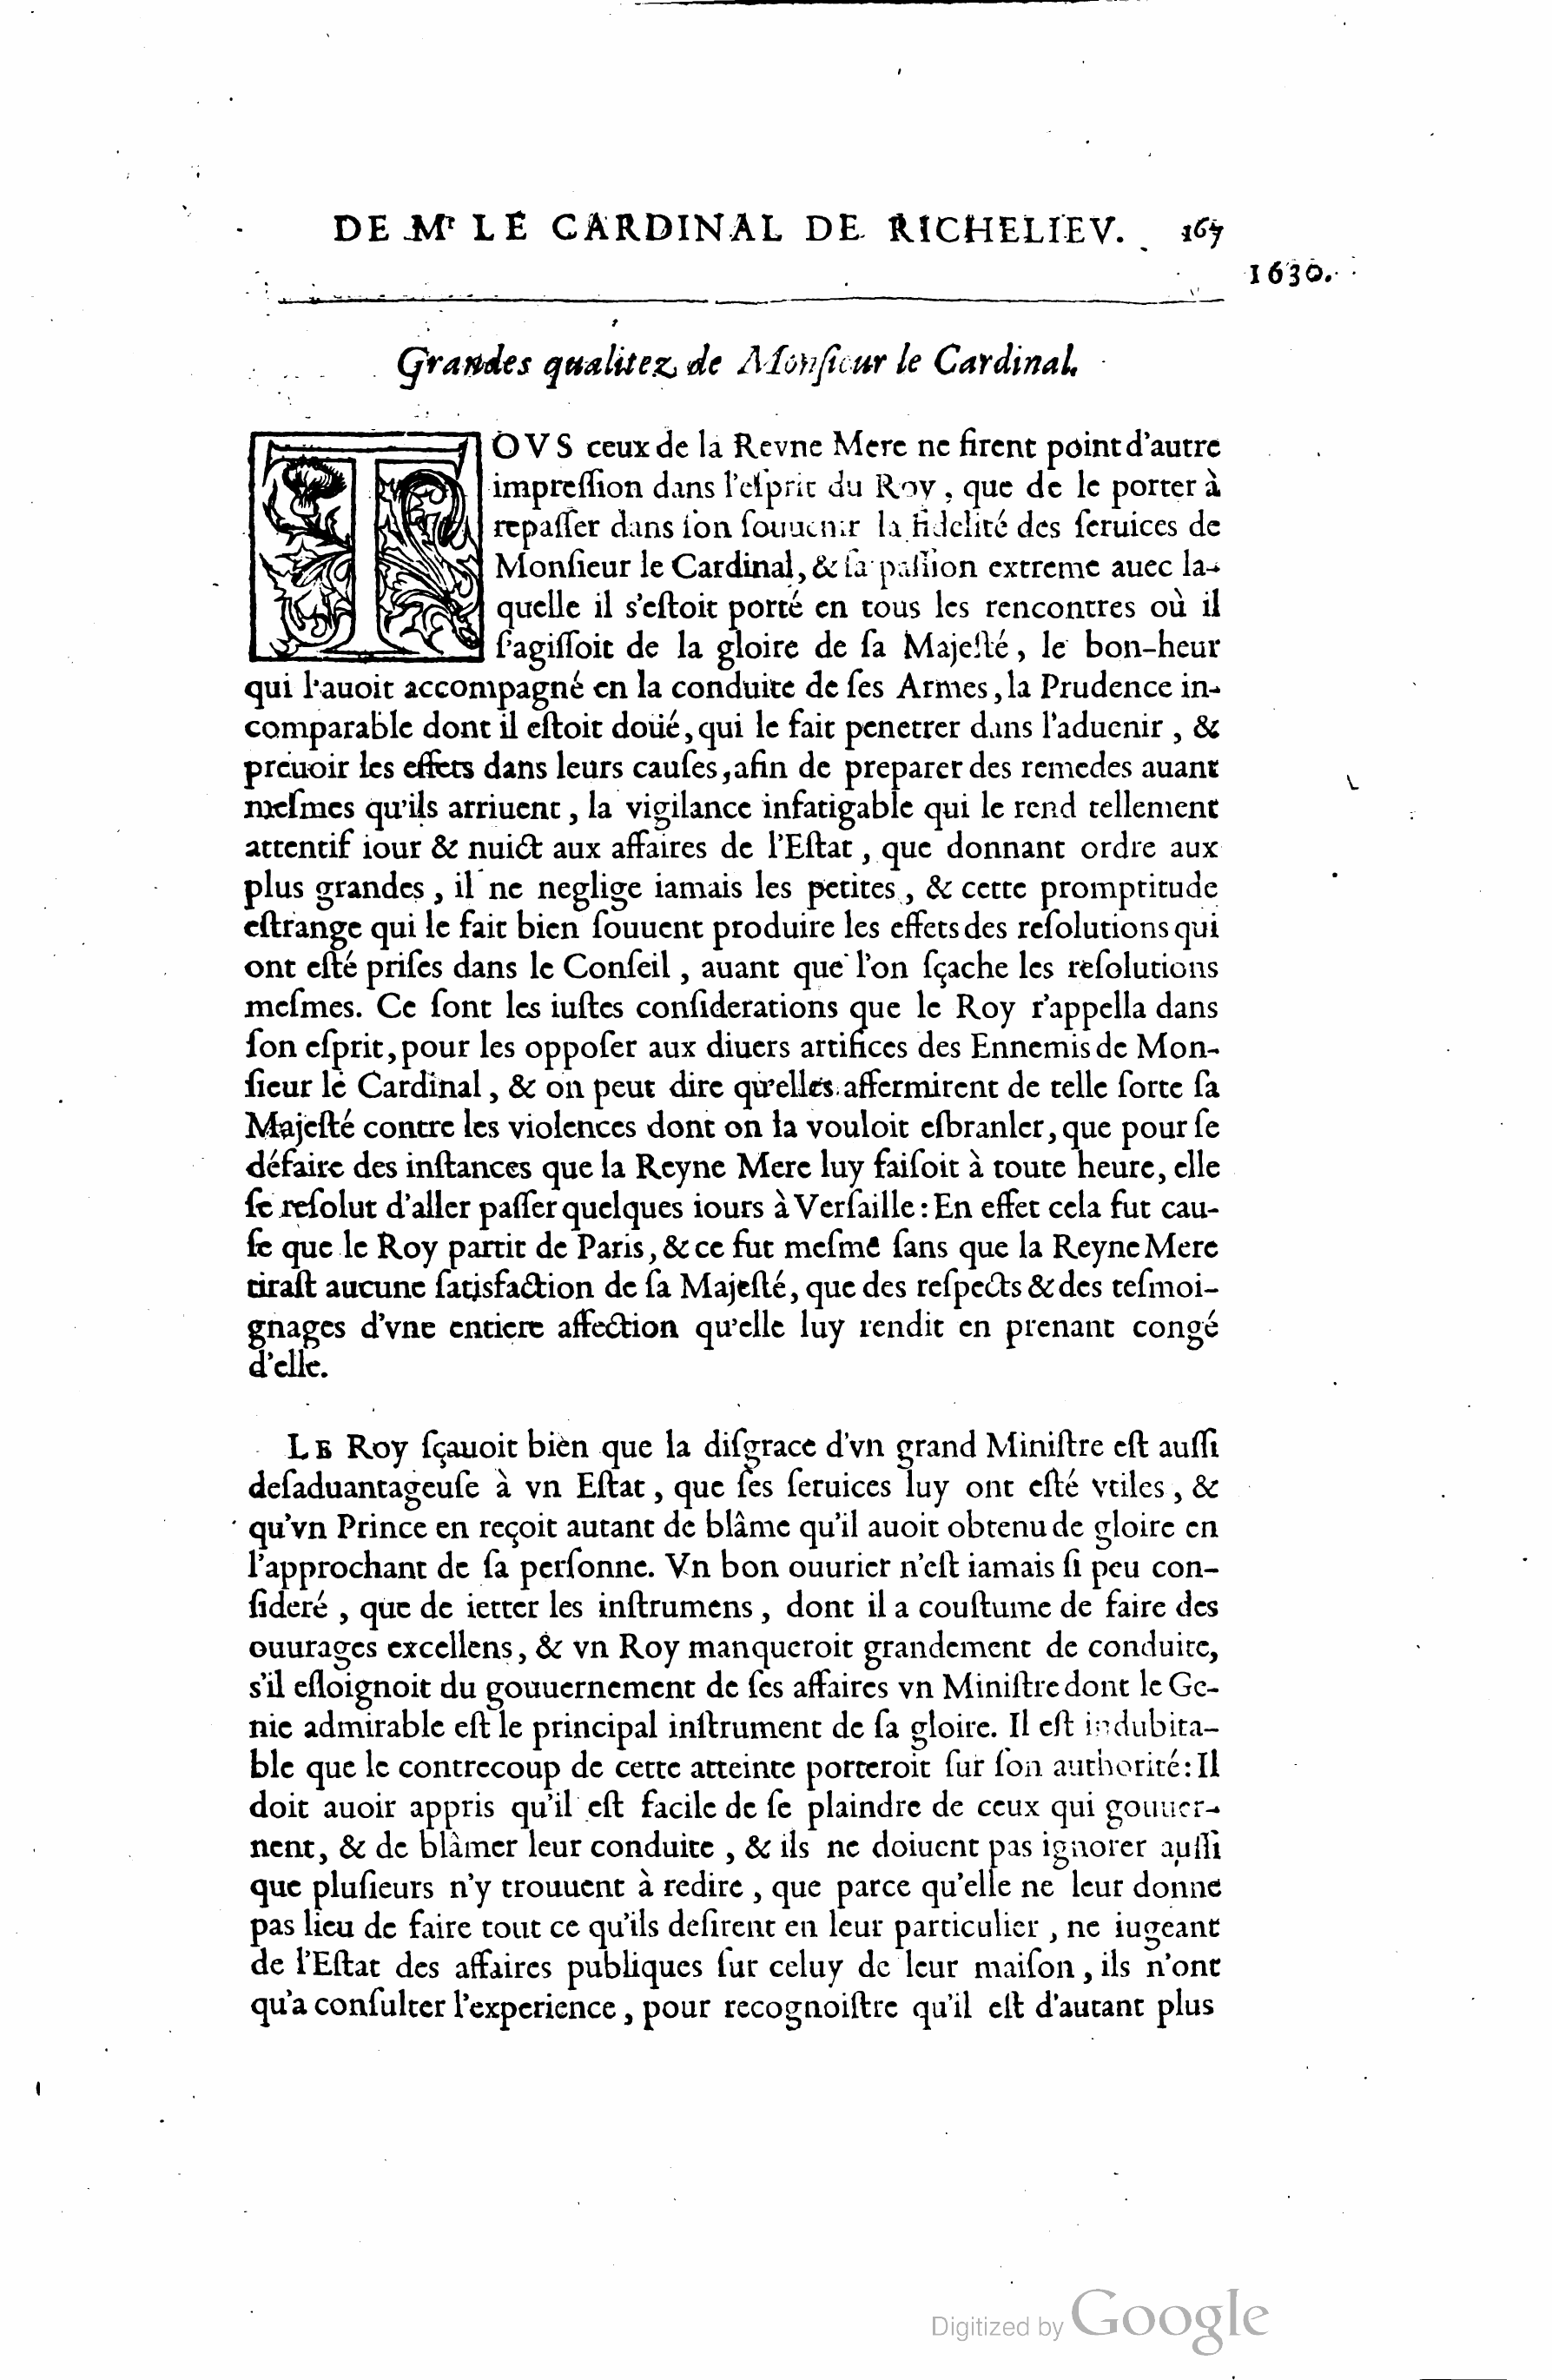 DE Mr LE CARDINAL DE RICHELIEV. 167
1630.
Grandes qualitez de Monſieur le Cardinal.
TOVS ceux de la Reyne Mere ne firent point d'autre
impreſſion dans l'eſprit du Roy, que de le porter à
repaſſer dans ſon ſouuenir la fidelité des ſeruices de
Monſieur le Cardinal, & ſa paſſion extreme auec la-
quelle il s'eſtoit porté en tous les rencontres où il
ſagiſſoit de la gloire de ſa Majeſté, le bon-heur
qui l'auoit accompagné en la conduite de ſes Armes, la Prudence in-
comparable dont il eſtoit doüé, qui le fait penetrer dans l'aduenir, &
preuoir les effets dans leurs cauſes, afin de preparer des remedes auant
meſmes qu'ils arriuent, la vigilance infatigable qui le rend tellement
attentif iour & nuict aux affaires de l'Eſtat, que donnant ordre aux
plus grandes, il ne neglige iamais les petites, & cette promptitude
eſtrange qui le fait bien ſouuent produire les effets des reſolutions qui
ont eſté priſes dans le Conſeil, auant que l'on ſçache les reſolutions
meſmes. Ce ſont les iuſtes conſiderations que le Roy r'appella dans
ſon eſprit, pour les oppoſer aux diuers artifices des Ennemis de Mon-
ſieur le Cardinal, & on peut dire qu'elles affermirent de telle ſorte ſa
Majeſté contre les violences dont on la vouloit eſbranler, que pour ſe
défaire des inſtances que la Reyne Mere luy faiſoit à toute heure, elle
ſe reſolut d'aller paſſer quelques iours à Verſaille: En effet cela fut cau-
ſe que le Roy partit de Paris, & ce fut meſme ſans que la Reyne Mere
tiraſt aucune ſatisfaction de ſa Majeſté, que des reſpects & des teſmoi-
gnages d'vne entiere affection qu'elle luy rendit en prenant congé
d'elle.
LE Roy ſçauoit bien que la diſgrace d'vn grand Miniſtre eſt auſſi
deſaduantageuſe à vn Eſtat, que ſes ſeruices luy ont eſté vtiles, &
qu'vn Prince en reçoit autant de blâme qu'il auoit obtenu de gloire en
l'approchant de ſa perſonne. Vn bon ouurier n'eſt iamais ſi peu con-
ſideré, que de ietter les inſtrumens, dont il a couſtume de faire des
ouurages excellens, & vn Roy manqueroit grandement de conduite,
s'il eſloignoit du gouuernement de ſes affaires vn Miniſtre dont le Ge-
nie admirable eſt le principal inſtrument de ſa gloire. Il eſt indubita-
ble que le contrecoup de cette atteinte porteroit ſur ſon authorité: Il
doit auoir appris qu'il eſt facile de ſe plaindre de ceux qui gouuer-
nent, & de blâmer leur conduite, & ils ne doiuent pas ignorer auſſi
que pluſieurs n'y trouuent à redire, que parce qu'elle ne leur donne
pas lieu de faire tout ce qu'ils deſirent en leur particulier, ne iugeant
de l'Eſtat des affaires publiques ſur celuy de leur maiſon, ils n'ont
qu'a conſulter l'experience, pour recognoiſtre qu'il eſt d'autant plus
Digitized by Google